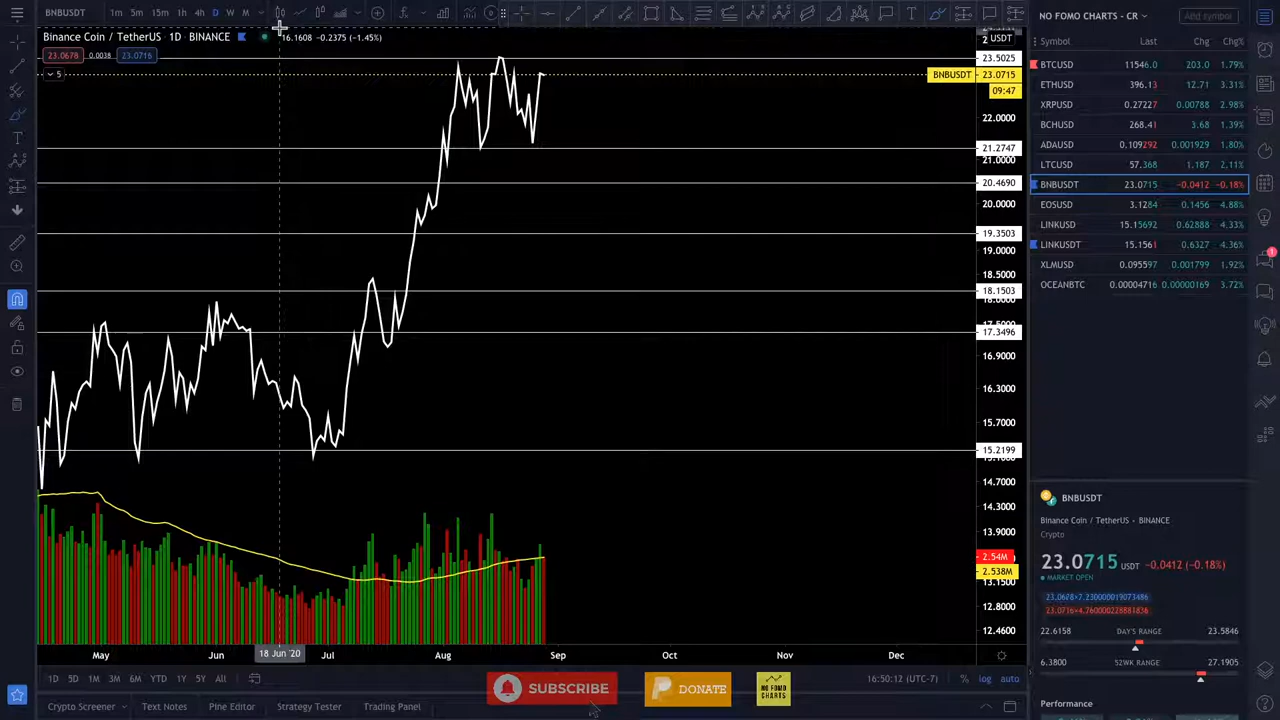 BNBUSDT 1m 5m 15m 1h 4h D W M
NO FOMO CHARTS - CR
Add symbol
Binance Coin / TetherUS · 1D · BINANCE
16.1608 −0.2375 (−1.45%)
USDT
23.0678 0.0038 23.0716
5
23.5025
BNBUSDT 23.0715
09:47
22.0000
21.2747
21.0000
20.4690
20.0000
19.3503
19.0000
18.5000
18.1503
18.0000
17.3496
16.9000
16.3000
15.7000
15.2199
14.7000
14.3000
13.9000
2.54M
2.538M
13.1500
12.8000
12.4600
May Jun 18 Jun '20 Jul Aug Sep Oct Nov Dec
1D 5D 1M 3M 6M YTD 1Y 5Y All
16:50:12 (UTC-7) % log auto
SUBSCRIBE
DONATE
NO FOMO CHARTS
Crypto Screener Text Notes Pine Editor Strategy Tester Trading Panel
Symbol Last Chg Chg%
BTCUSD 11546.0 203.0 1.79%
ETHUSD 396.13 12.71 3.31%
XRPUSD 0.27227 0.00788 2.98%
BCHUSD 268.41 3.68 1.39%
ADAUSD 0.109292 0.001929 1.80%
LTCUSD 57.368 1.187 2.11%
BNBUSDT 23.0715 −0.0412 −0.18%
EOSUSD 3.1284 0.1456 4.88%
LINKUSD 15.15692 0.62888 4.33%
LINKUSDT 15.1561 0.6327 4.36%
XLMUSD 0.095597 0.001799 1.92%
OCEANBTC 0.00004716 0.00000169 3.72%
1
BNBUSDT
Binance Coin / TetherUS · BINANCE
Crypto
23.0715 USDT −0.0412 (−0.18%)
MARKET OPEN
23.0678×7.230000019073486
23.0716×4.760000228881836
22.6158 DAY'S RANGE 23.5846
6.3800 52WK RANGE 27.1905
Performance